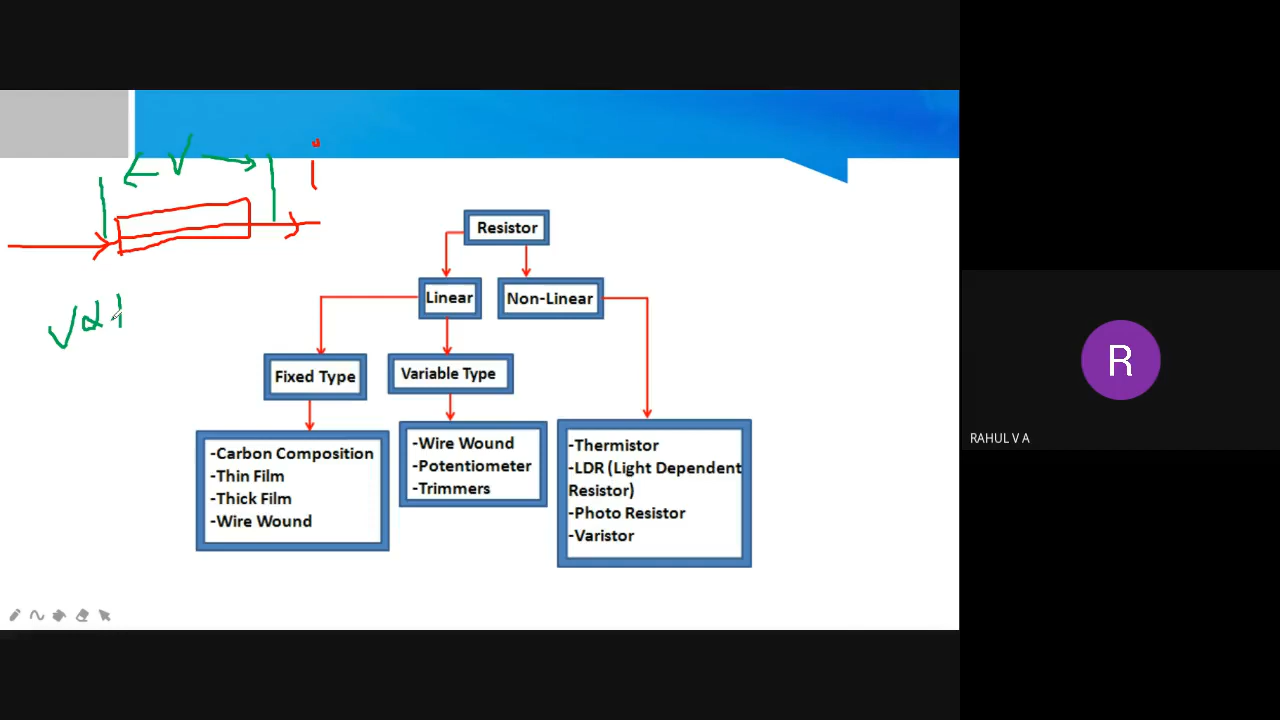 V
i
Resistor
Linear
Non-Linear
V α I
Fixed Type
Variable Type
-Carbon Composition
-Thin Film
-Thick Film
-Wire Wound
-Wire Wound
-Potentiometer
-Trimmers
-Thermistor
-LDR (Light Dependent
Resistor)
-Photo Resistor
-Varistor
R
RAHUL V A